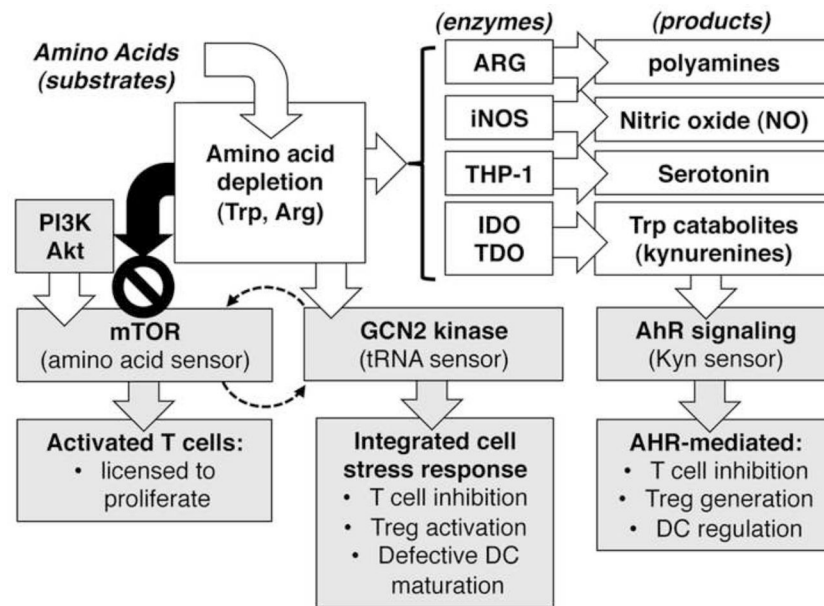 (enzymes)
(products)
Amino Acids
(substrates)
ARG
polyamines
iNOS
Nitric oxide (NO)
THP-1
Serotonin
IDO
TDO
Trp catabolites
(kynurenines)
Amino acid
depletion
(Trp, Arg)
PI3K
Akt
mTOR
(amino acid sensor)
GCN2 kinase
(tRNA sensor)
AhR signaling
(Kyn sensor)
Activated T cells:
• licensed to
proliferate
Integrated cell
stress response
• T cell inhibition
• Treg activation
• Defective DC
maturation
AHR-mediated:
• T cell inhibition
• Treg generation
• DC regulation